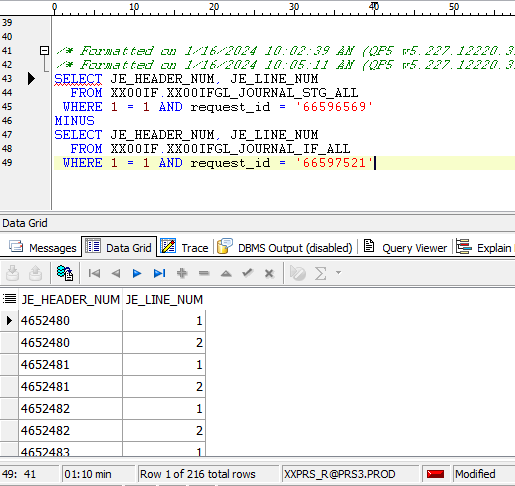 0 10 20 30 40
39
40
41 /* Formatted on 1/16/2024 10:02:39 AM (QP5 v5.227.12220.3
42 /* Formatted on 1/16/2024 10:05:11 AM (QP5 v5.227.12220.3
43 SELECT JE_HEADER_NUM, JE_LINE_NUM
44 FROM XX00IF.XX00IFGL_JOURNAL_STG_ALL
45 WHERE 1 = 1 AND request_id = '66596569'
46 MINUS
47 SELECT JE_HEADER_NUM, JE_LINE_NUM
48 FROM XX00IF.XX00IFGL_JOURNAL_IF_ALL
49 WHERE 1 = 1 AND request_id = '66597521'
Data Grid
Messages Data Grid Trace DBMS Output (disabled) Query Viewer Explain
JE_HEADER_NUM JE_LINE_NUM
4652480 1
4652480 2
4652481 1
4652481 2
4652482 1
4652482 2
4652483 1
49: 41 01:10 min Row 1 of 216 total rows XXPRS_R@PRS3.PROD Modified